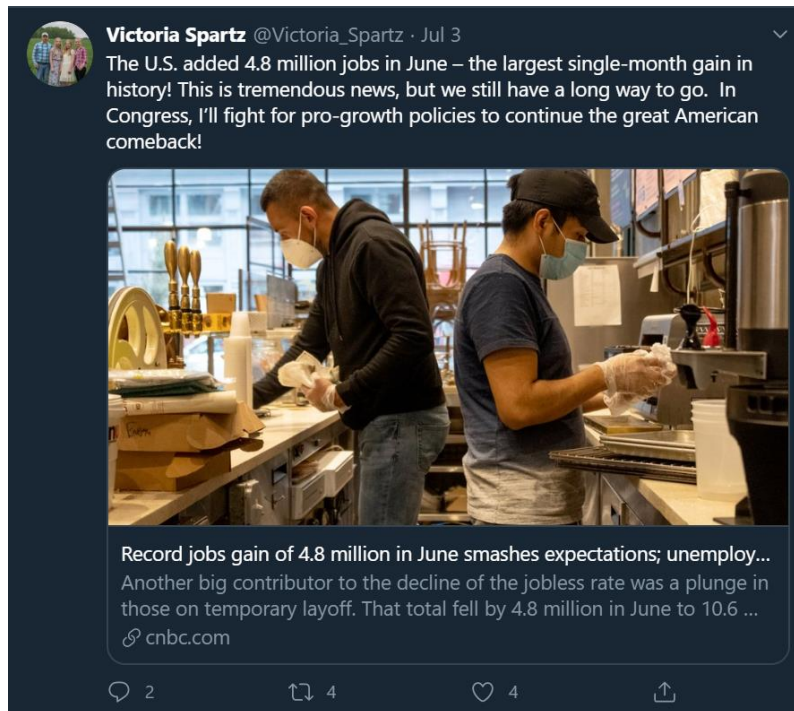 Victoria Spartz @Victoria_Spartz · Jul 3
The U.S. added 4.8 million jobs in June – the largest single-month gain in
history! This is tremendous news, but we still have a long way to go.  In
Congress, I'll fight for pro-growth policies to continue the great American
comeback!
Record jobs gain of 4.8 million in June smashes expectations; unemploy...
Another big contributor to the decline of the jobless rate was a plunge in
those on temporary layoff. That total fell by 4.8 million in June to 10.6 ...
cnbc.com
2 4 4